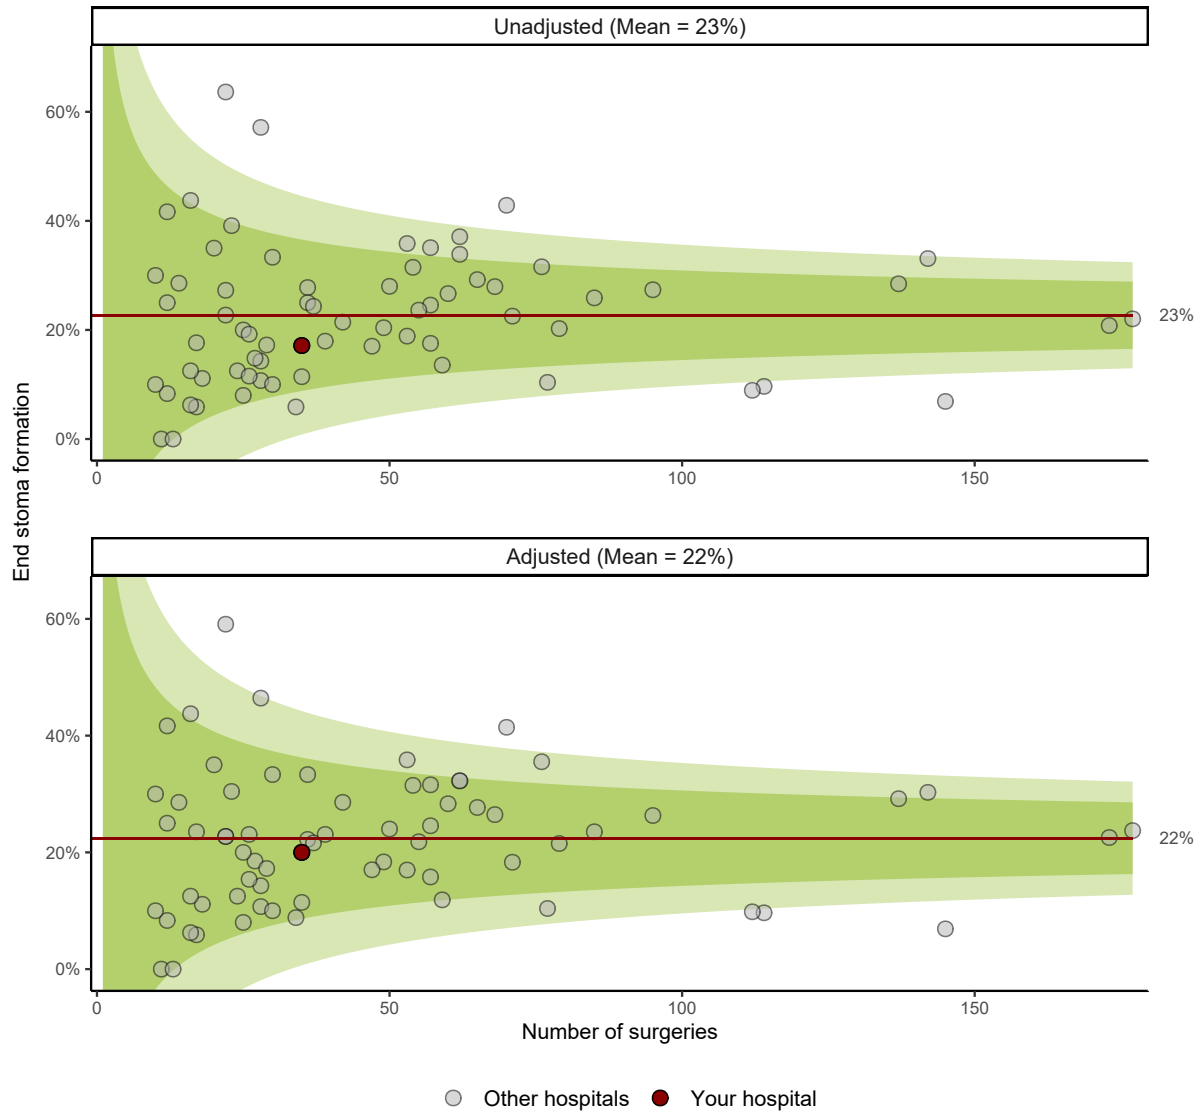 Unadjusted (Mean = 23%)
60%
40%
20%
0%
23%
0 50 100 150
End stoma formation
Adjusted (Mean = 22%)
60%
40%
20%
0%
22%
0 50 100 150
Number of surgeries
Other hospitals Your hospital